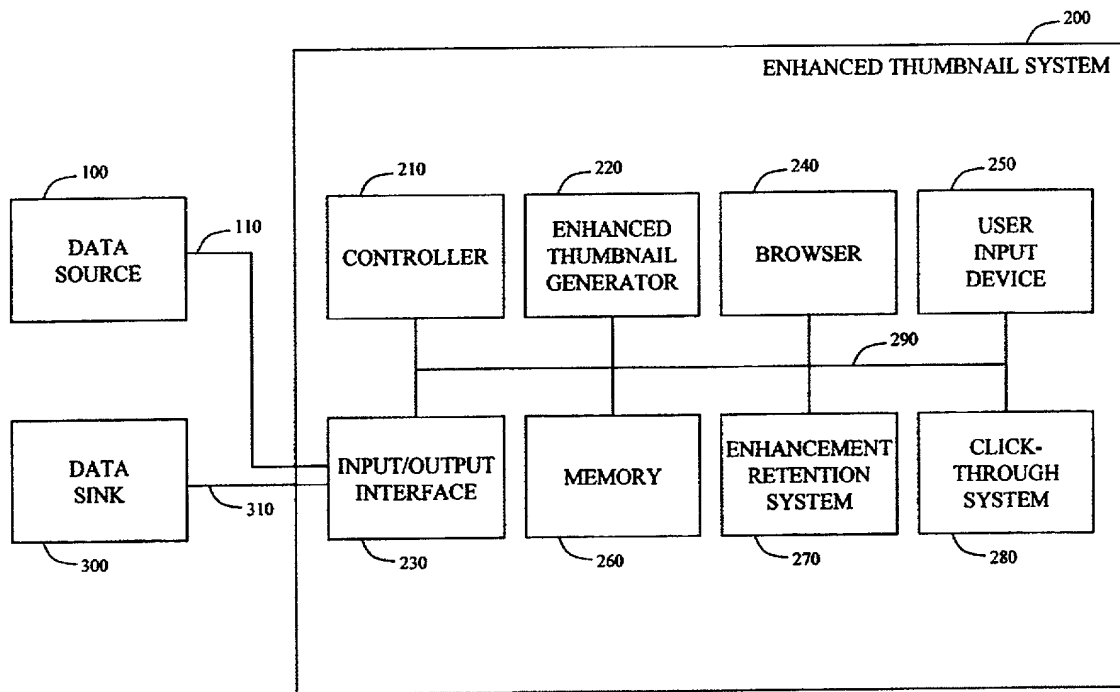 200
ENHANCED THUMBNAIL SYSTEM
100
110
DATA
SOURCE
210
CONTROLLER
220
ENHANCED
THUMBNAIL
GENERATOR
240
BROWSER
250
USER
INPUT
DEVICE
290
DATA
SINK
310
300
INPUT/OUTPUT
INTERFACE
230
MEMORY
260
ENHANCEMENT
RETENTION
SYSTEM
270
CLICK-
THROUGH
SYSTEM
280